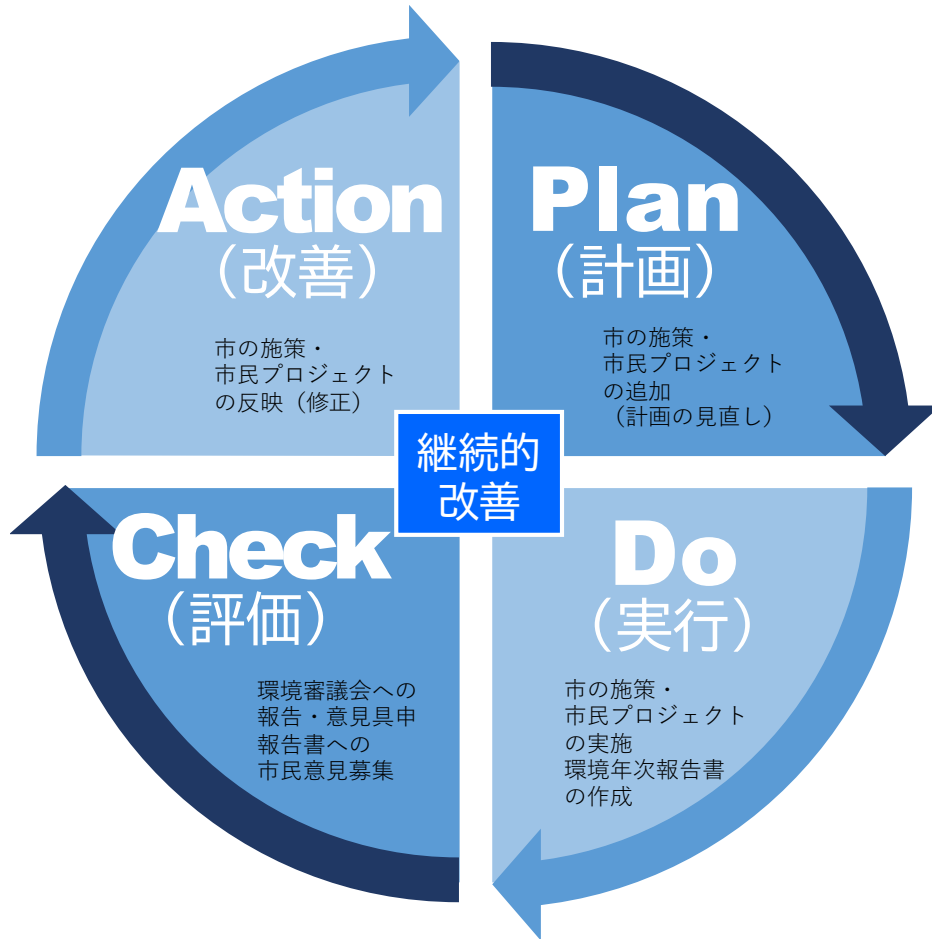 Action
（改善）
市の施策・
市民プロジェクト
の反映（修正）
Plan
（計画）
市の施策・
市民プロジェクト
の追加
（計画の見直し）
継続的
改善
Check
（評価）
環境審議会への
報告・意見具申
報告書への
市民意見募集
Do
（実行）
市の施策・
市民プロジェクト
の実施
環境年次報告書
の作成